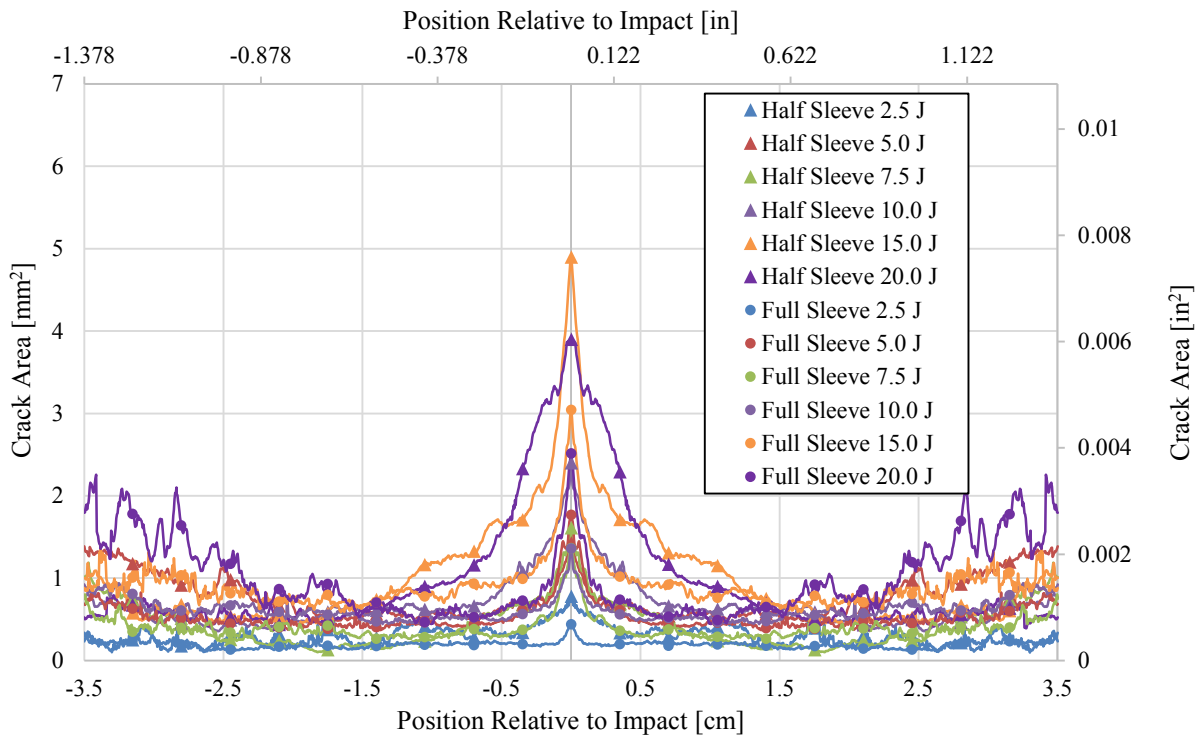 Position Relative to Impact [in]
-1.378 -0.878 -0.378 0.122 0.622 1.122
7
6
5
4
3
2
1
0
Crack Area [mm²]
Half Sleeve 2.5 J
Half Sleeve 5.0 J
Half Sleeve 7.5 J
Half Sleeve 10.0 J
Half Sleeve 15.0 J
Half Sleeve 20.0 J
Full Sleeve 2.5 J
Full Sleeve 5.0 J
Full Sleeve 7.5 J
Full Sleeve 10.0 J
Full Sleeve 15.0 J
Full Sleeve 20.0 J
0.01
0.008
0.006
0.004
0.002
0
Crack Area [in²]
-3.5 -2.5 -1.5 -0.5 0.5 1.5 2.5 3.5
Position Relative to Impact [cm]